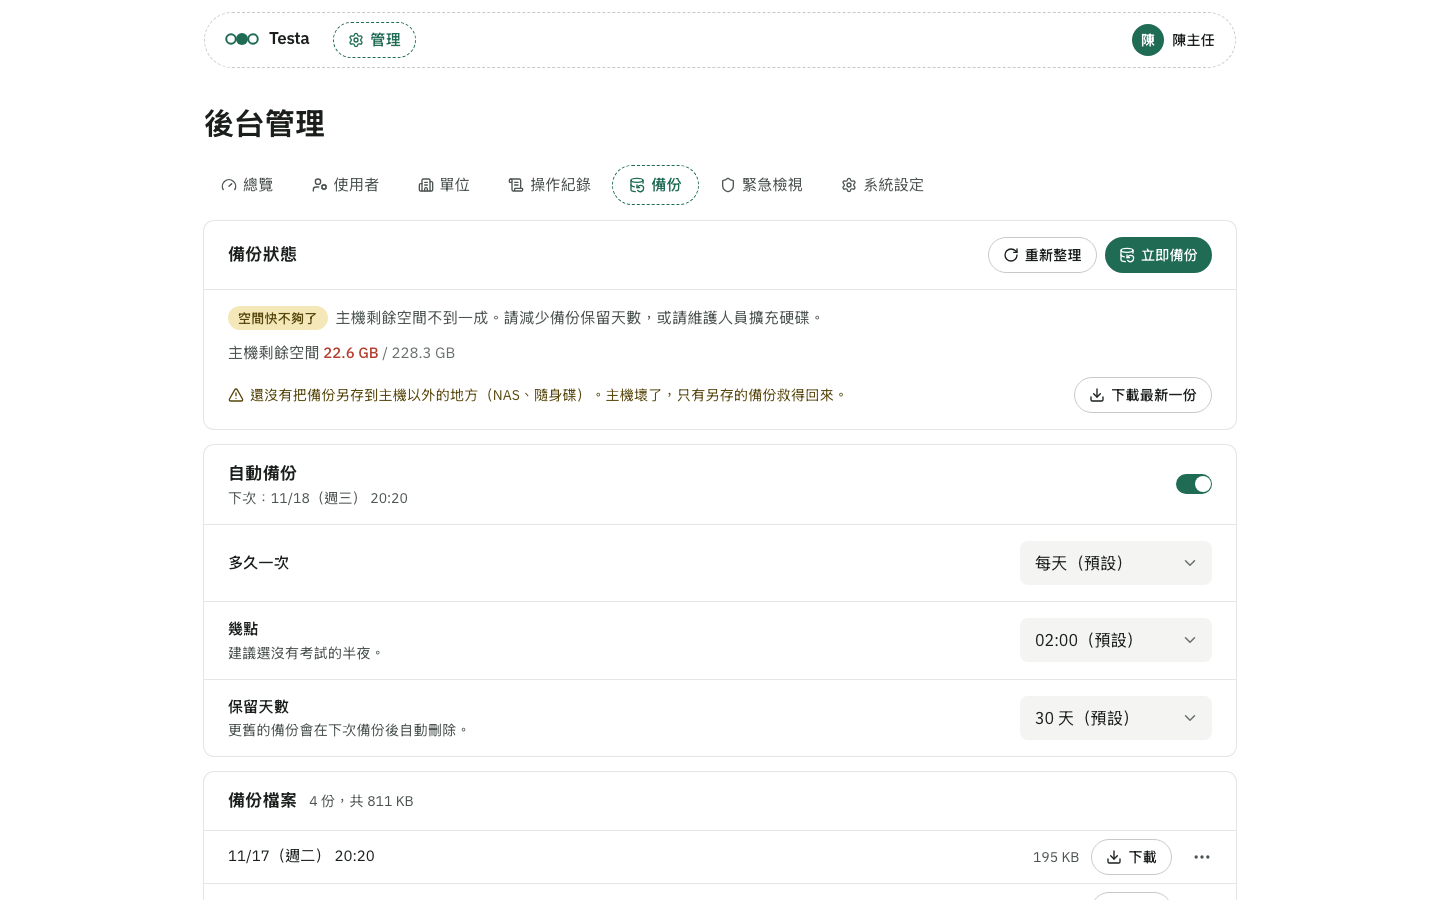 Testa
管理
陳
陳主任
後台管理
總覽
使用者
單位
操作紀錄
備份
緊急檢視
系統設定
備份狀態
重新整理
立即備份
空間快不夠了
主機剩餘空間不到一成。請減少備份保留天數，或請維護人員擴充硬碟。
主機剩餘空間 22.6 GB / 228.3 GB
還沒有把備份另存到主機以外的地方（NAS、隨身碟）。主機壞了，只有另存的備份救得回來。
下載最新一份
自動備份
下次：11/18（週三） 20:20
多久一次
每天（預設）
幾點
建議選沒有考試的半夜。
02:00（預設）
保留天數
更舊的備份會在下次備份後自動刪除。
30 天（預設）
備份檔案
4 份，共 811 KB
11/17（週二） 20:20
195 KB
下載